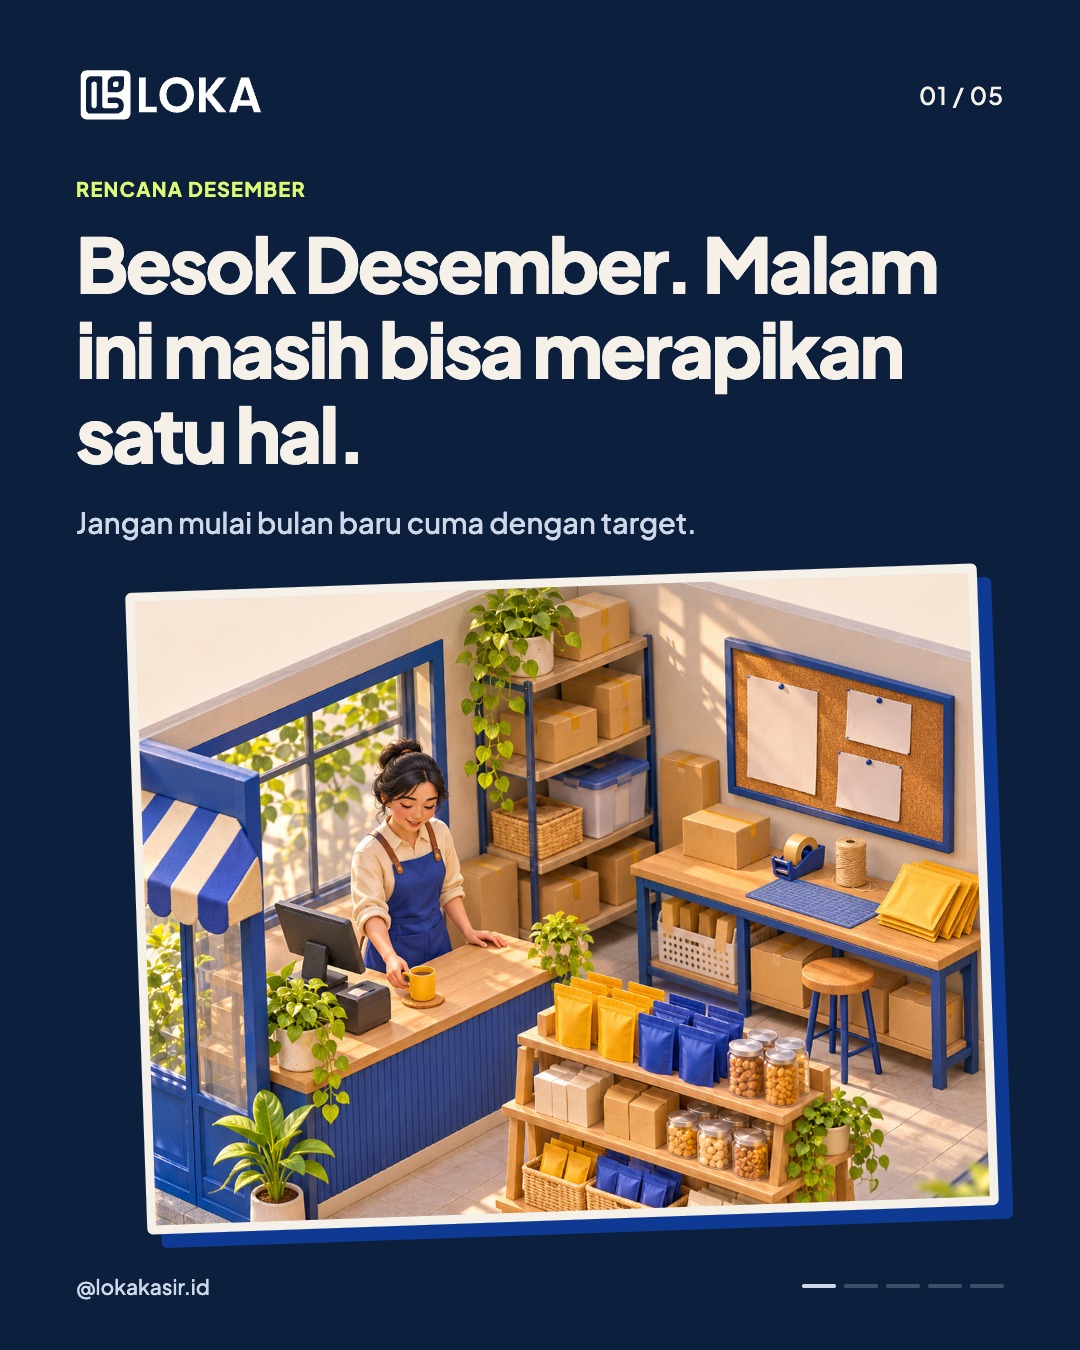 LOKA
01 / 05
RENCANA DESEMBER
Besok Desember. Malam
ini masih bisa merapikan
satu hal.
Jangan mulai bulan baru cuma dengan target.
@lokakasir.id